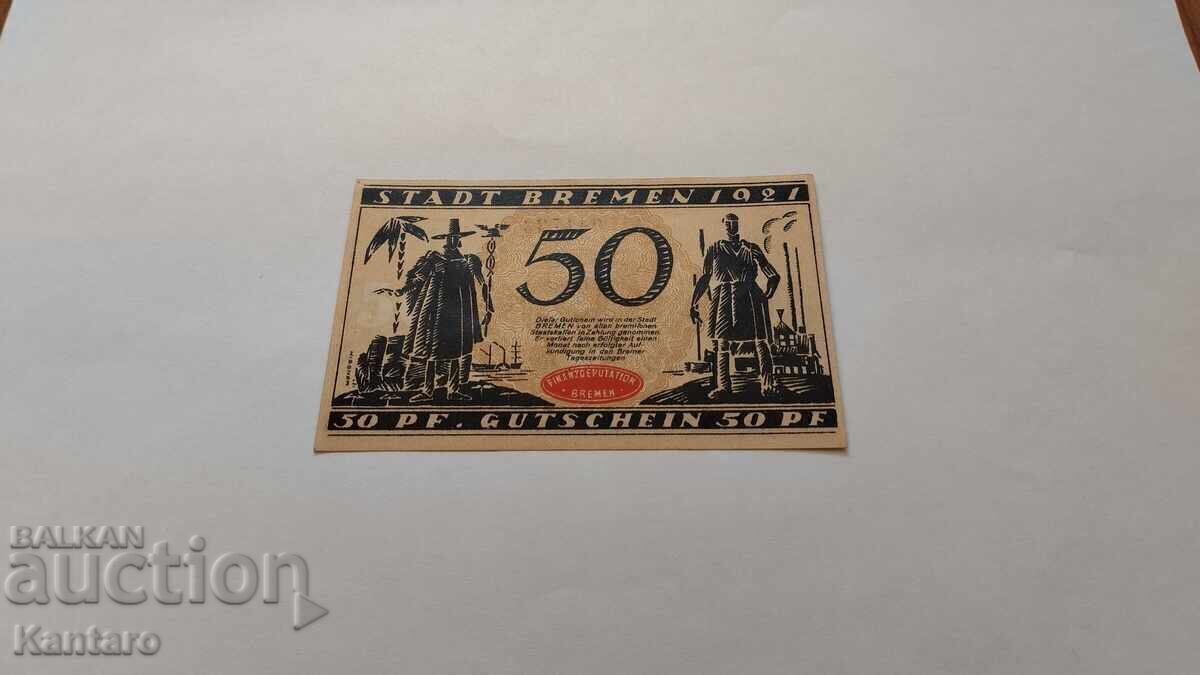 STADT BREMEN 1921
50
Dieser Gutschein wird in der Stadt
BREMEN von allen bremischen
Staatskassen in Zahlung genommen.
Er verliert seine Gültigkeit einen
Monat nach erfolgter Auf-
kündigung in den Bremer
Tageszeitungen
FINANZDEPUTATION
· BREMEN ·
50 PF. GUTSCHEIN 50 PF
BALKAN
auction
Kantaro